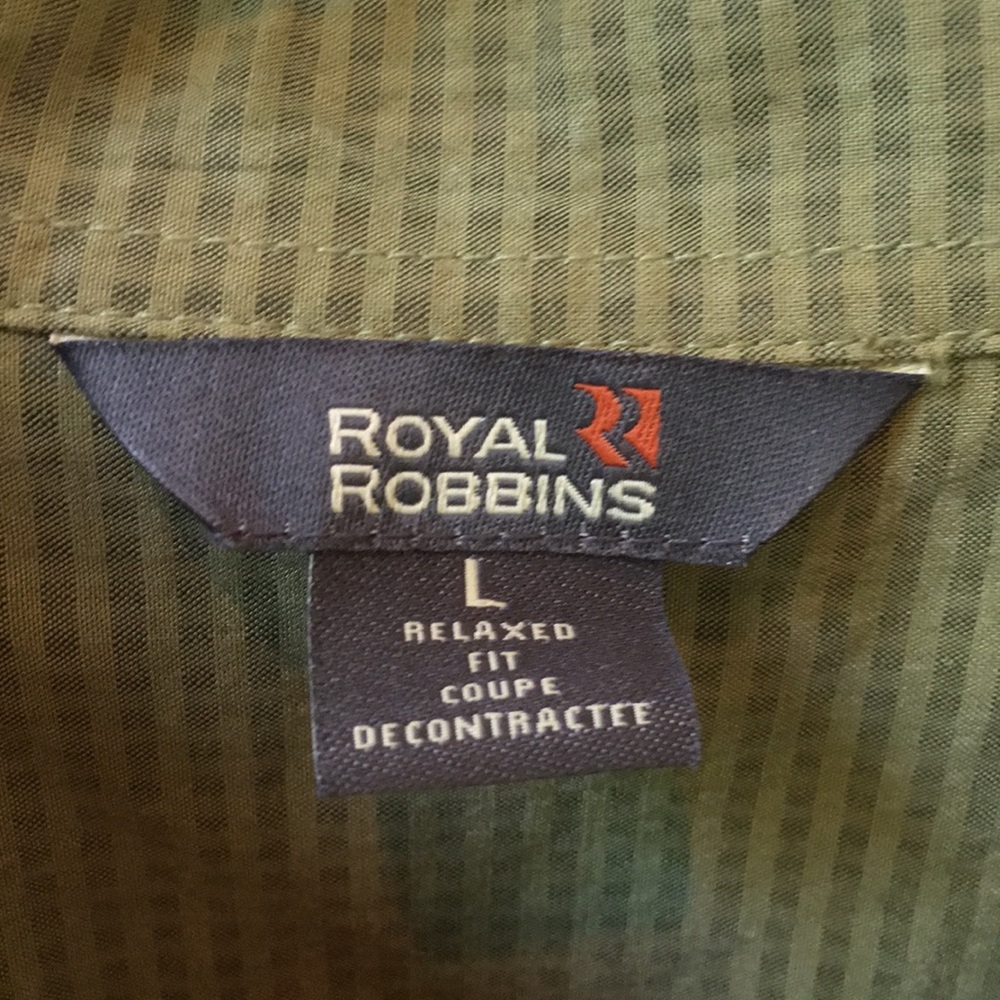 ROYAL
ROBBINS
L
RELAXED
FIT
COUPE
DECONTRACTEE